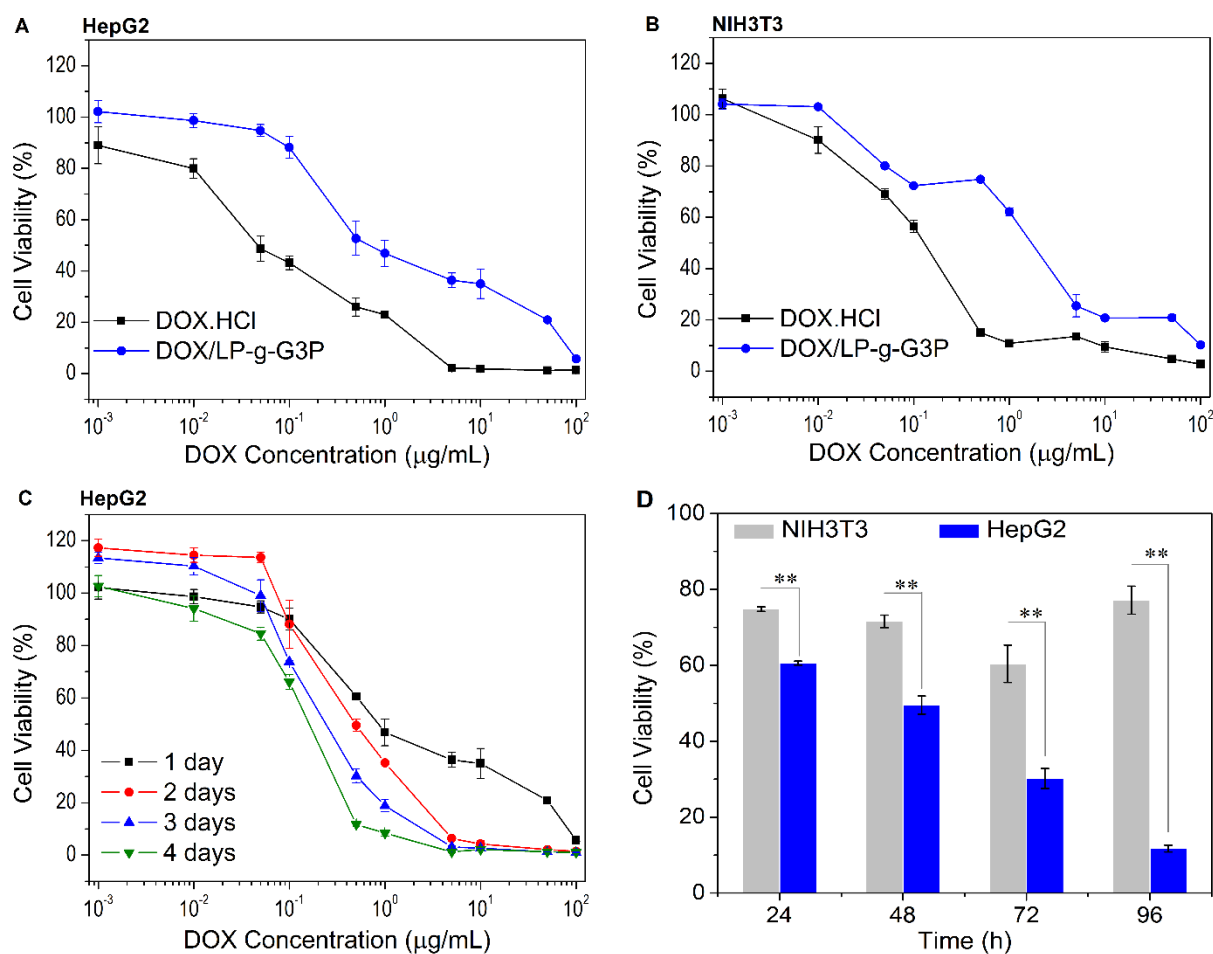 A
HepG2
120
100
80
60
40
20
0
Cell Viability (%)
DOX.HCl
DOX/LP-g-G3P
10⁻³ 10⁻² 10⁻¹ 10⁰ 10¹ 10²
DOX Concentration (μg/mL)
B
NIH3T3
120
100
80
60
40
20
0
Cell Viability (%)
DOX.HCl
DOX/LP-g-G3P
10⁻³ 10⁻² 10⁻¹ 10⁰ 10¹ 10²
DOX Concentration (μg/mL)
C
HepG2
120
100
80
60
40
20
0
Cell Viability (%)
1 day
2 days
3 days
4 days
10⁻³ 10⁻² 10⁻¹ 10⁰ 10¹ 10²
DOX Concentration (μg/mL)
D
100
80
60
40
20
0
Cell Viability (%)
NIH3T3 HepG2
** ** ** **
24 48 72 96
Time (h)